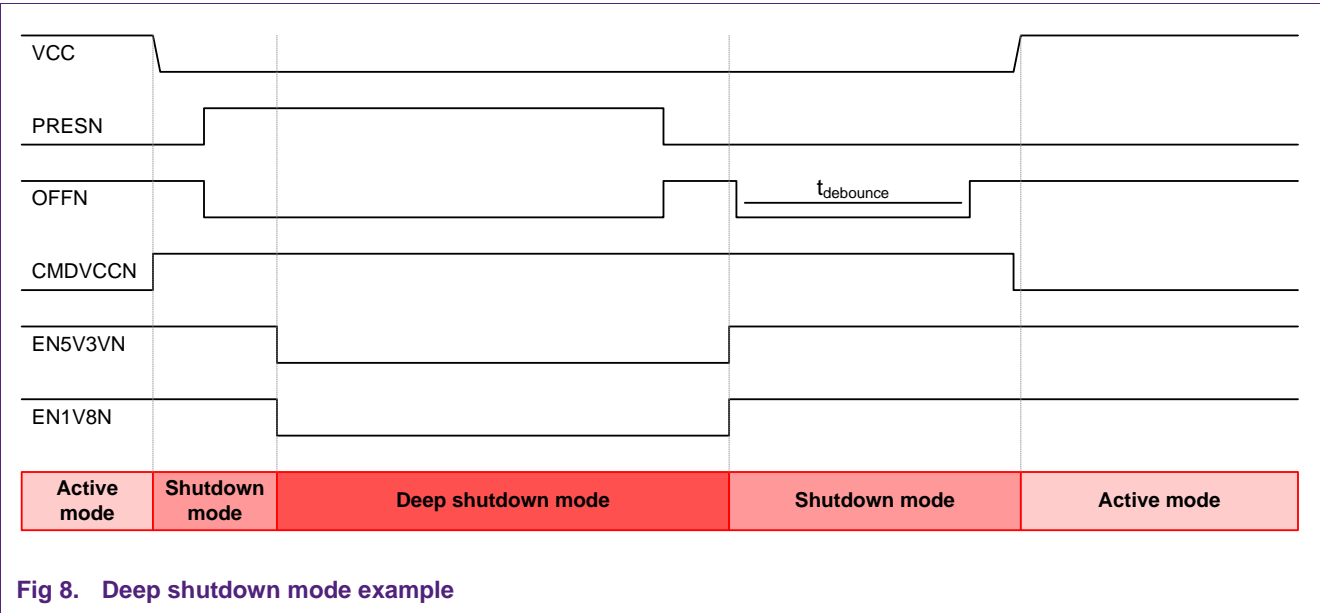 VCC
PRESN
OFFN
tdebounce
CMDVCCN
EN5V3VN
EN1V8N
Active mode
Shutdown mode
Deep shutdown mode
Shutdown mode
Active mode
Fig 8. Deep shutdown mode example